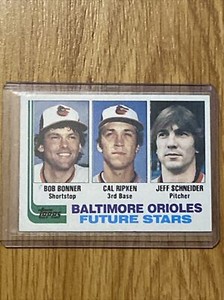 BOB BONNER
Shortstop
CAL RIPKEN
3rd Base
JEFF SCHNEIDER
Pitcher
BALTIMORE ORIOLES
FUTURE STARS
TOPPS